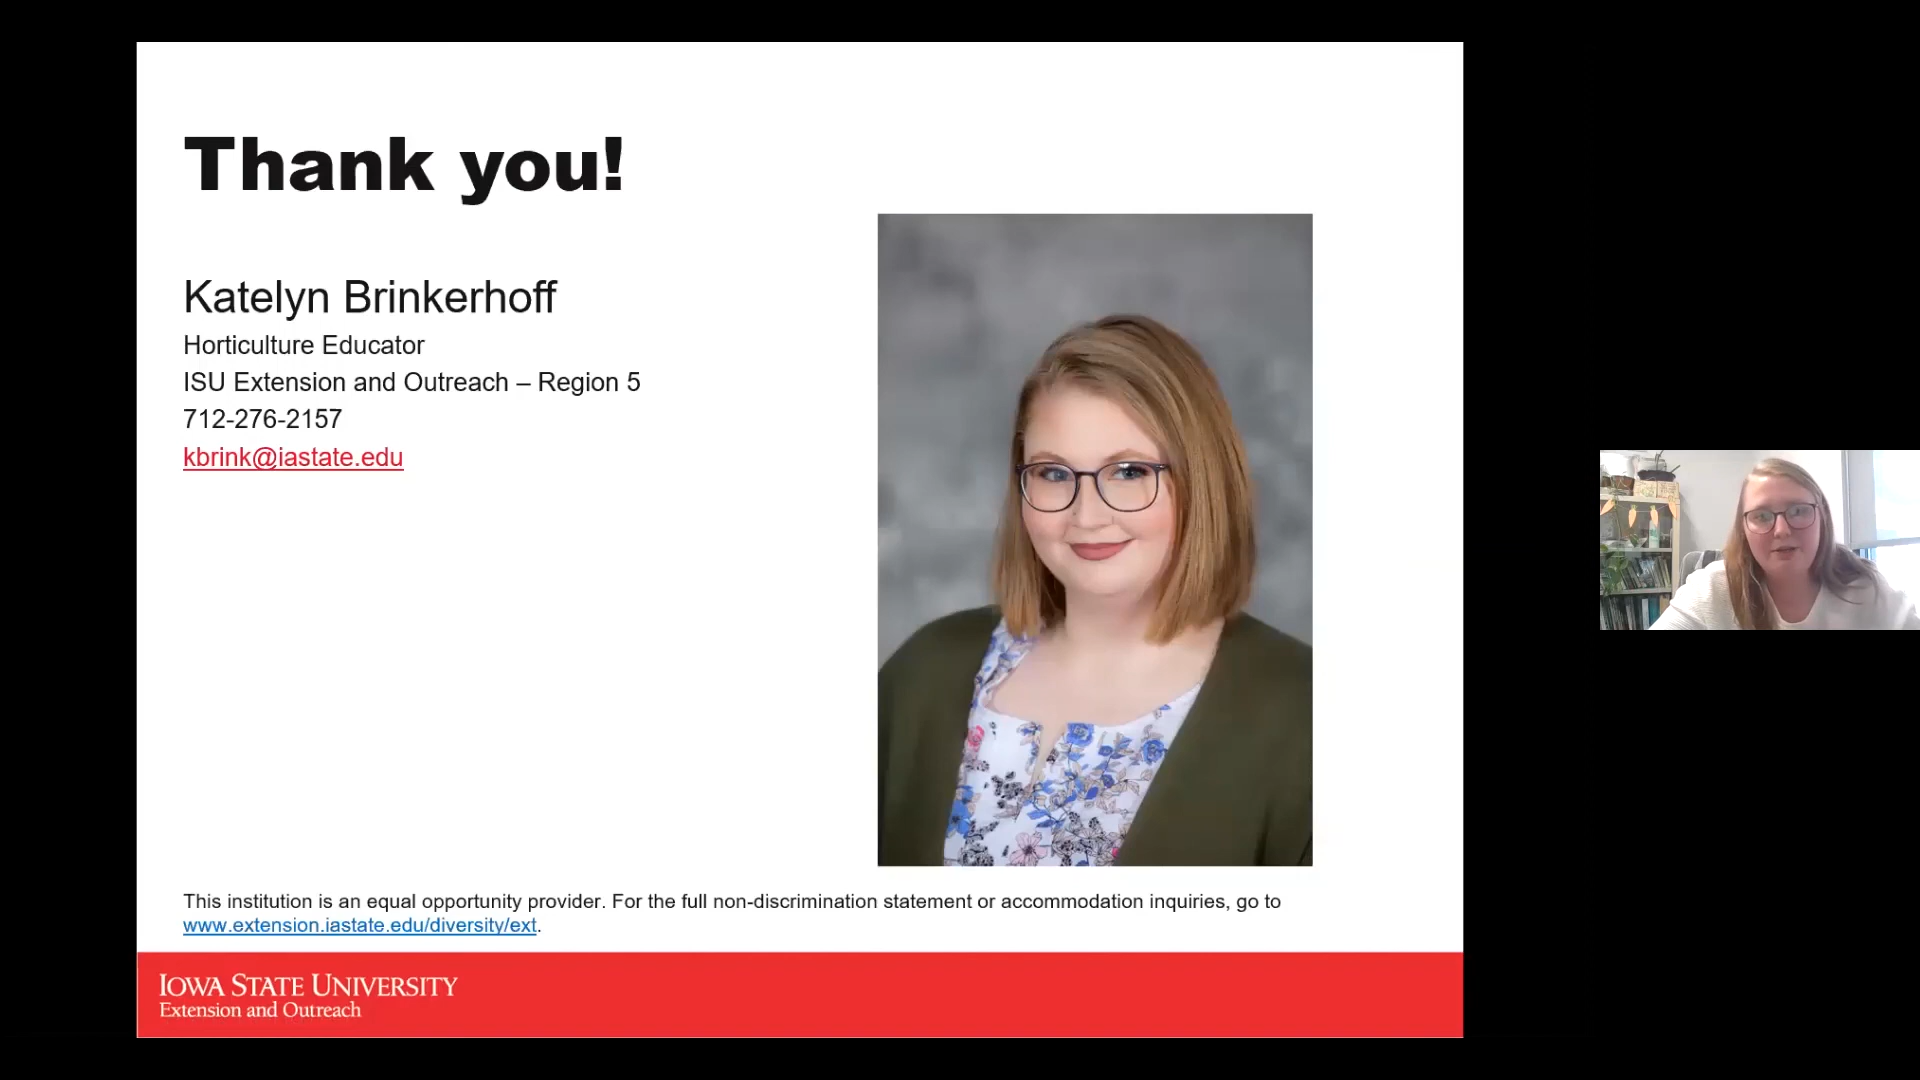 Thank you!
Katelyn Brinkerhoff
Horticulture Educator
ISU Extension and Outreach – Region 5
712-276-2157
kbrink@iastate.edu
This institution is an equal opportunity provider. For the full non-discrimination statement or accommodation inquiries, go to
www.extension.iastate.edu/diversity/ext.
IOWA STATE UNIVERSITY
Extension and Outreach